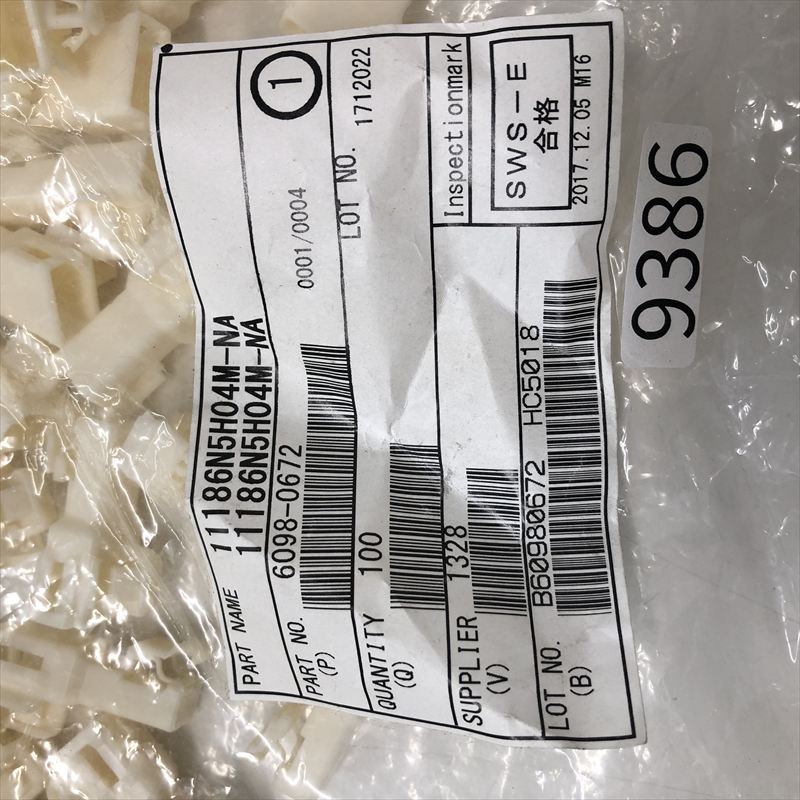 PART NAME 11186N5H04M-NA
11186N5H04M-NA
1
PART NO. 6098-0672
(P)
0001/0004
QUANTITY 100
(Q)
LOT NO. 1712022
SUPPLIER 1328
(V)
Inspectionmark
SWS-E
合格
2017.12.05 M16
LOT NO. B60980672 HC5018
(B)
9386